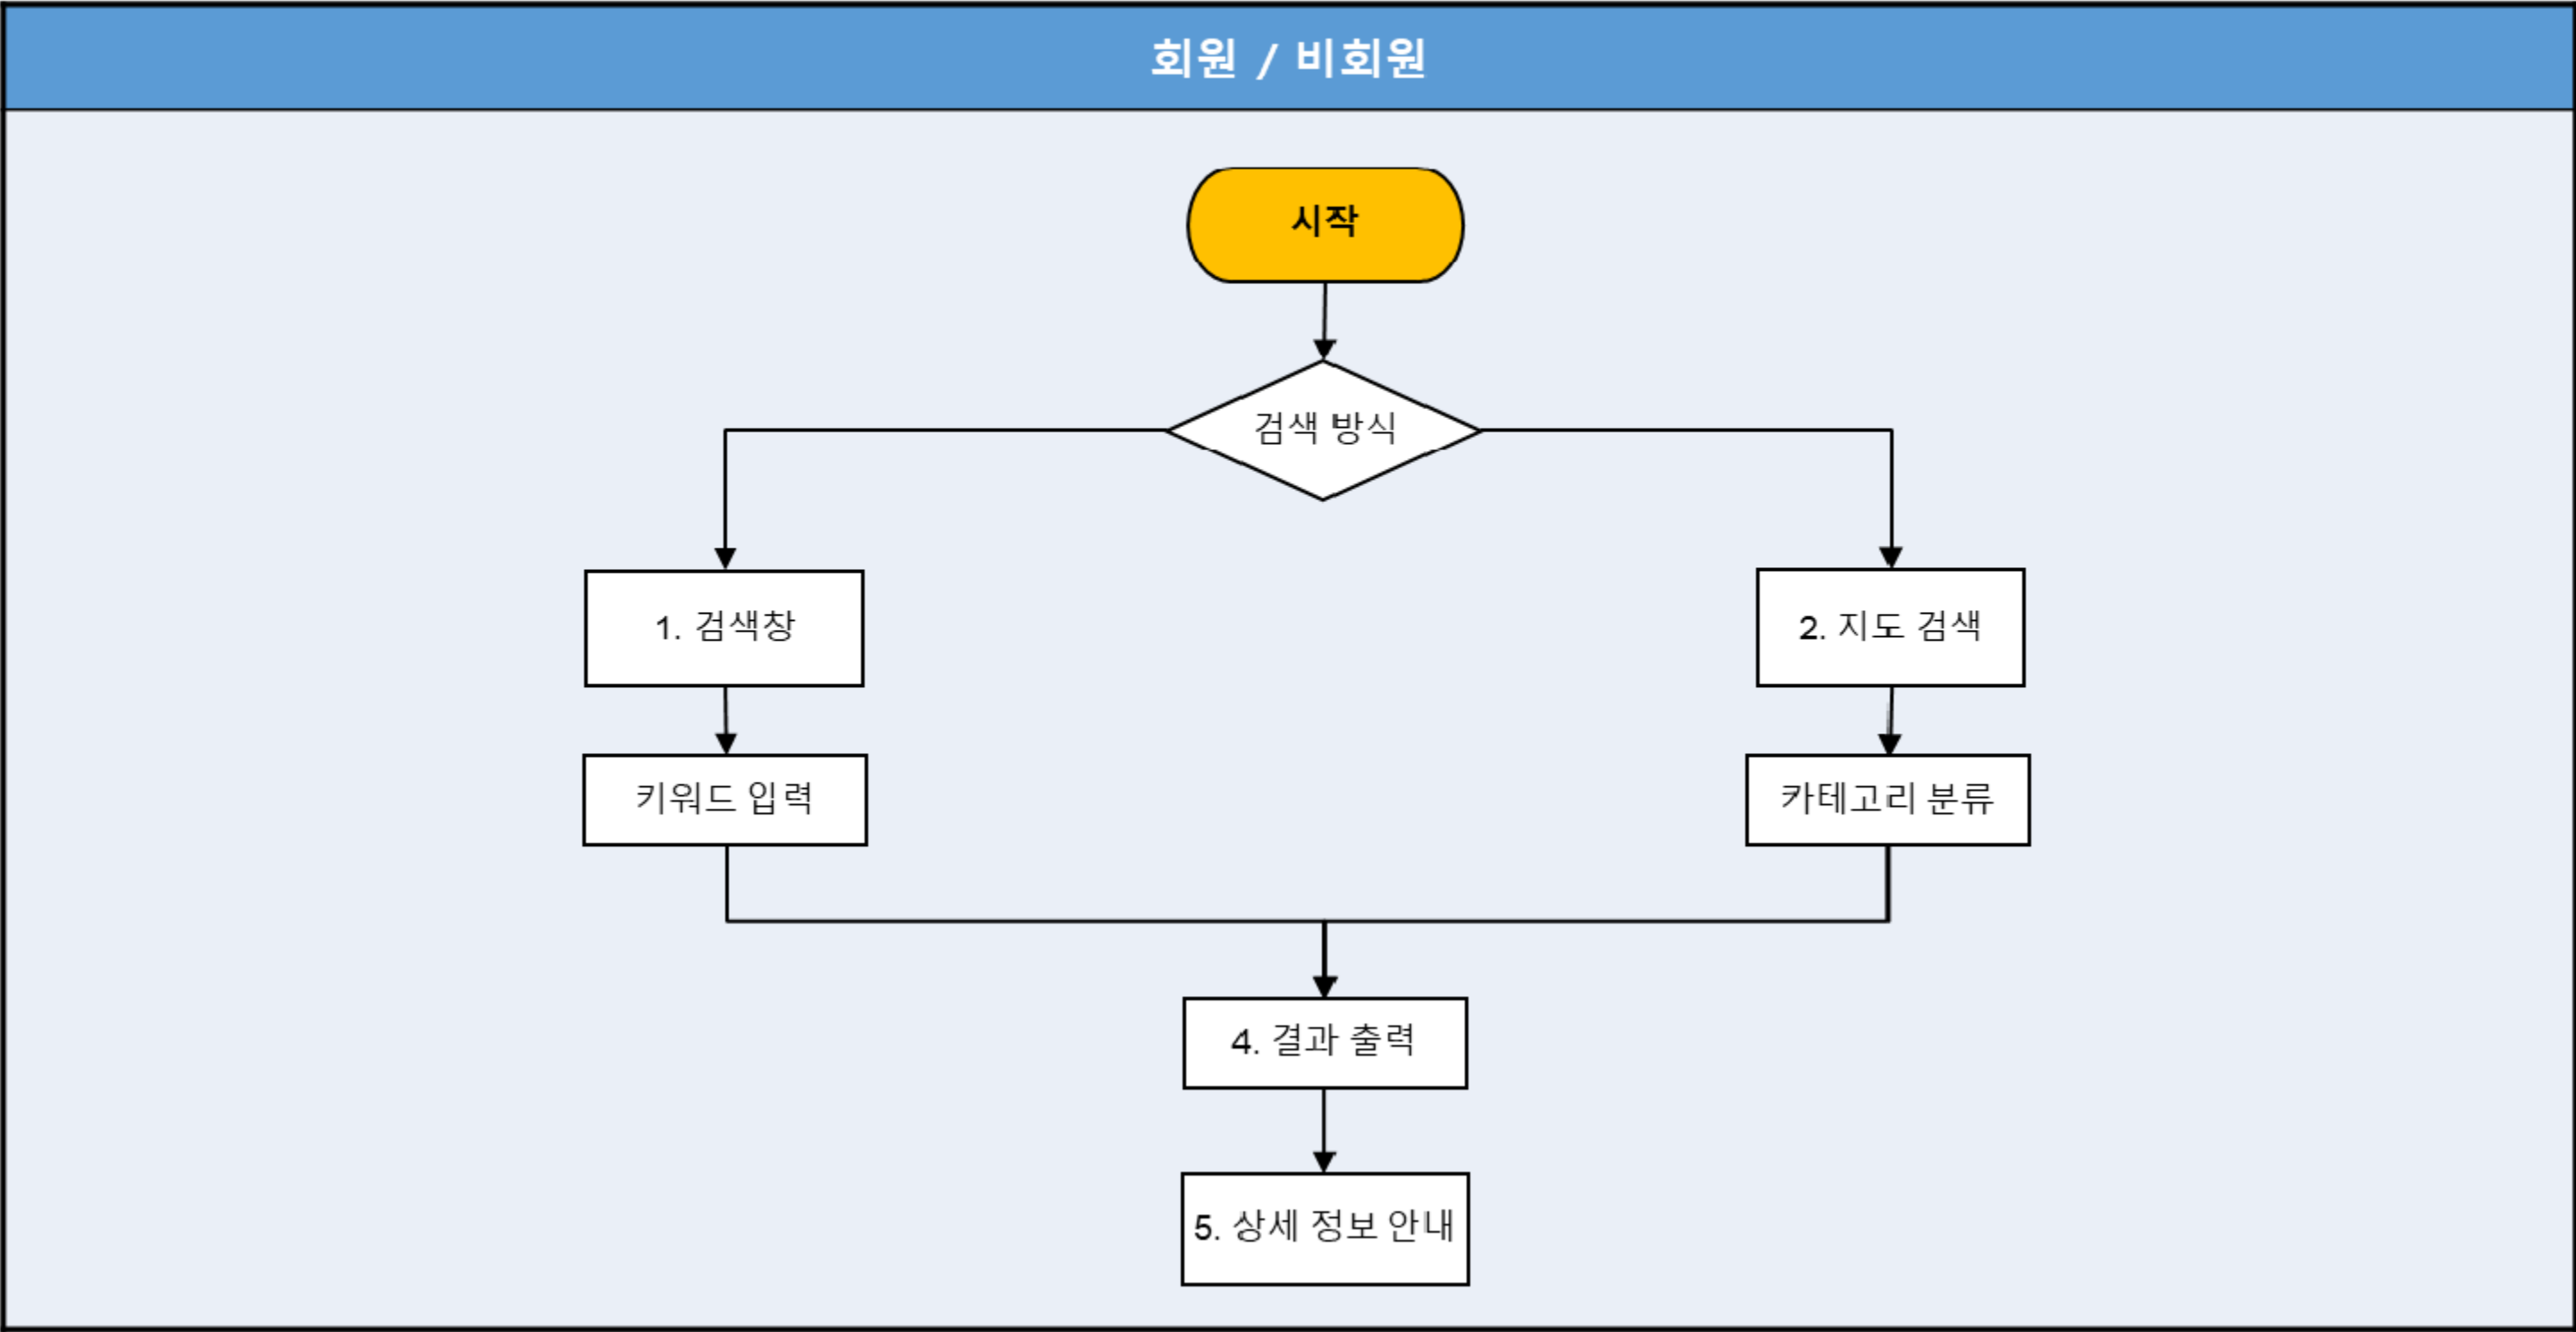 회원 / 비회원
시작
검색 방식
1. 검색창
2. 지도 검색
키워드 입력
카테고리 분류
4. 결과 출력
5. 상세 정보 안내